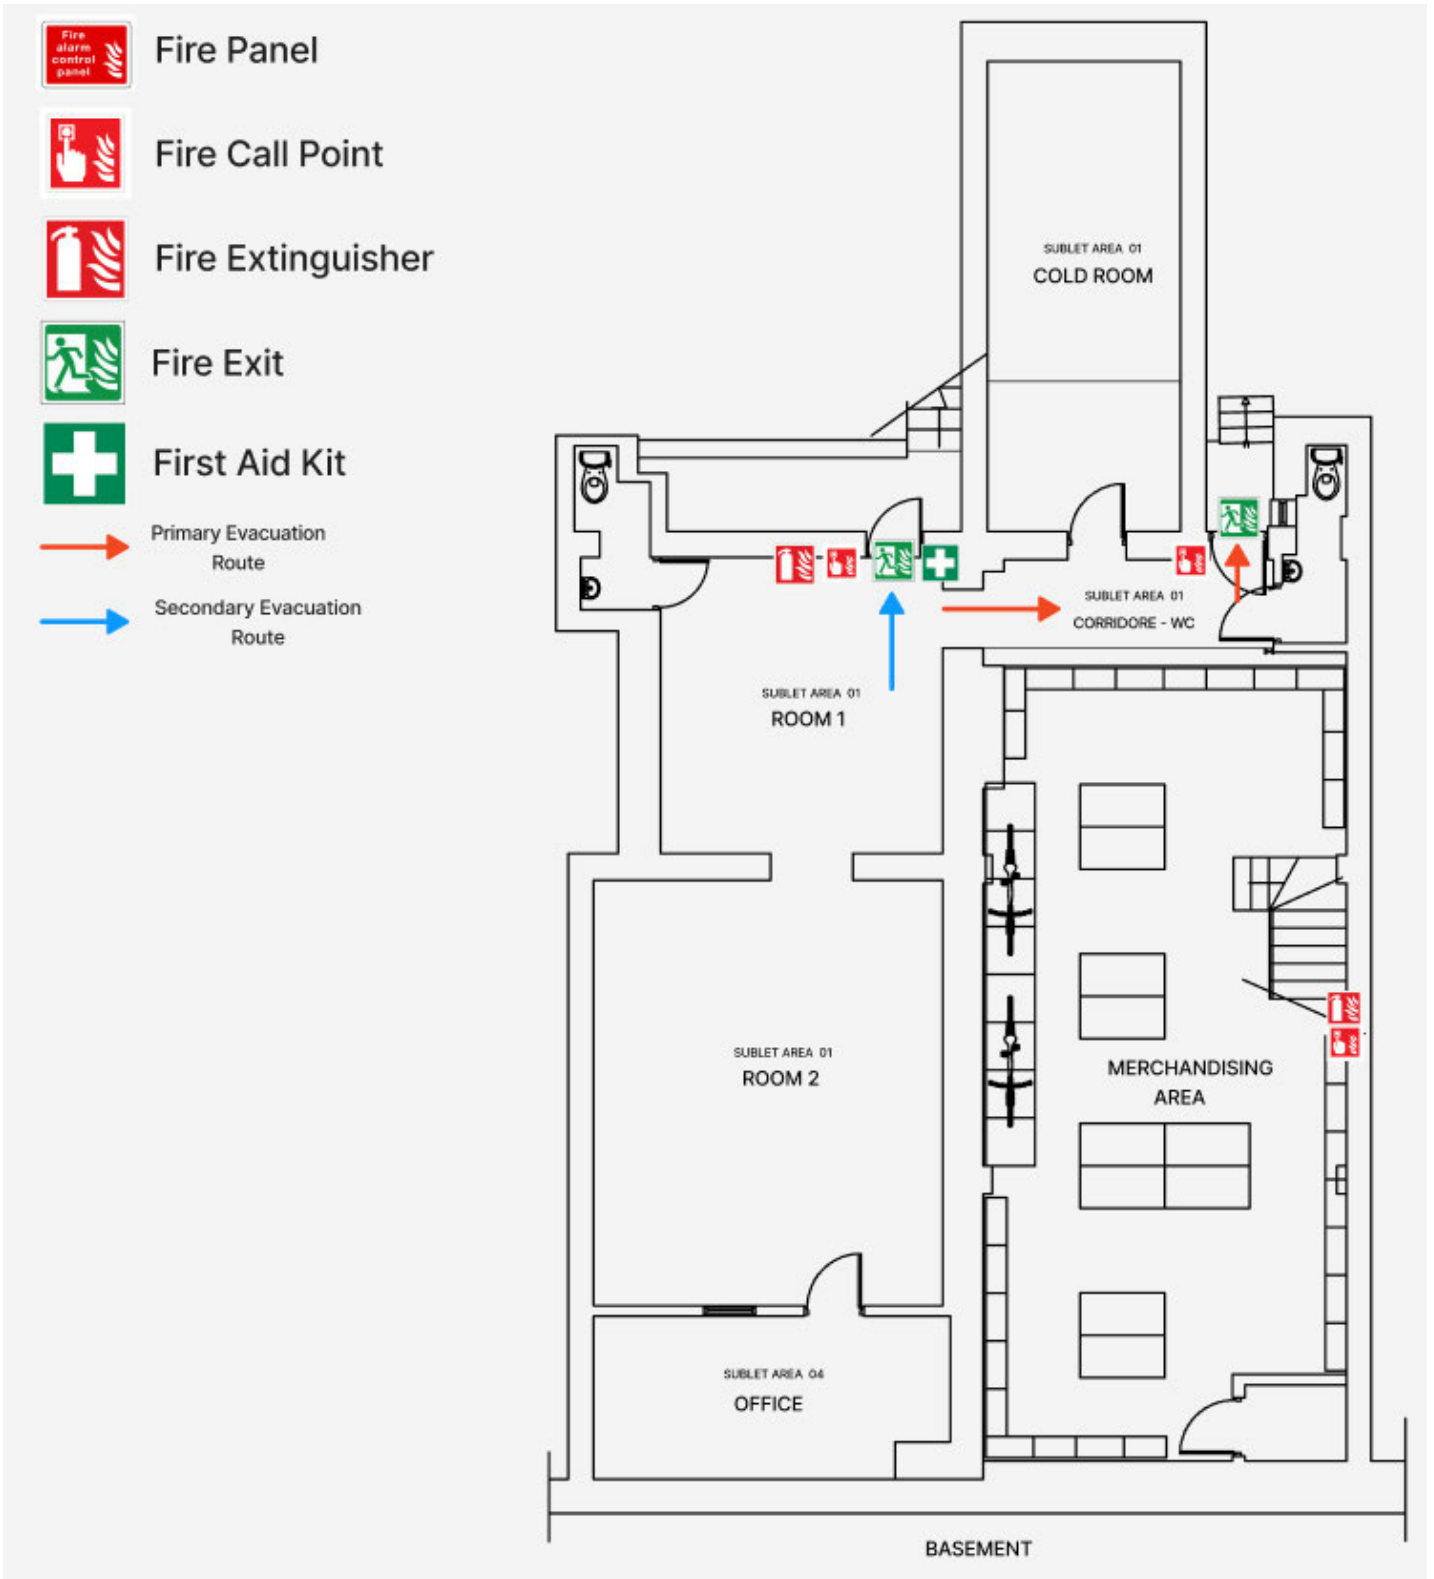 Fire
alarm
control
panel
Fire Panel
Fire Call Point
Fire Extinguisher
Fire Exit
First Aid Kit
Primary Evacuation
Route
Secondary Evacuation
Route
SUBLET AREA 01
COLD ROOM
SUBLET AREA 01
CORRIDORE - WC
SUBLET AREA 01
ROOM 1
SUBLET AREA 01
ROOM 2
MERCHANDISING
AREA
SUBLET AREA 04
OFFICE
BASEMENT